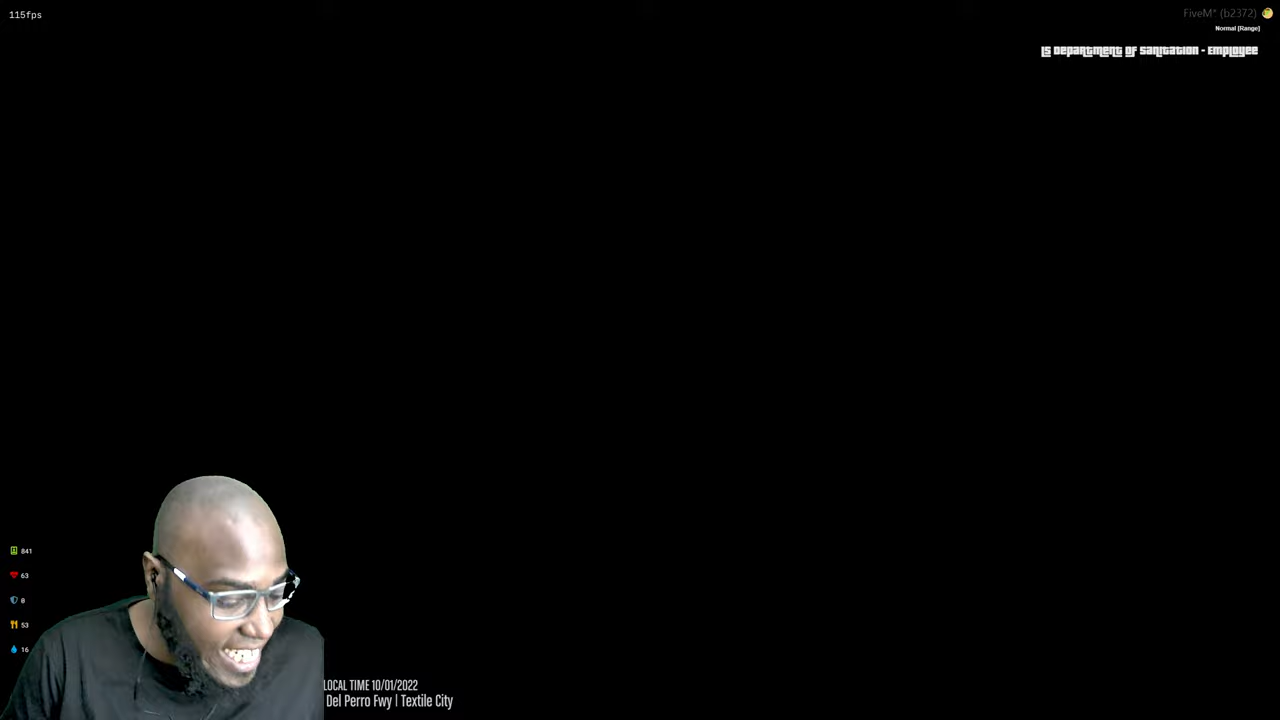 115fps
FiveM* (b2372)
Normal [Range]
LS Department Of Sanitation - Employee
841
63
0
53
16
LOCAL TIME 10/01/2022
Del Perro Fwy | Textile City